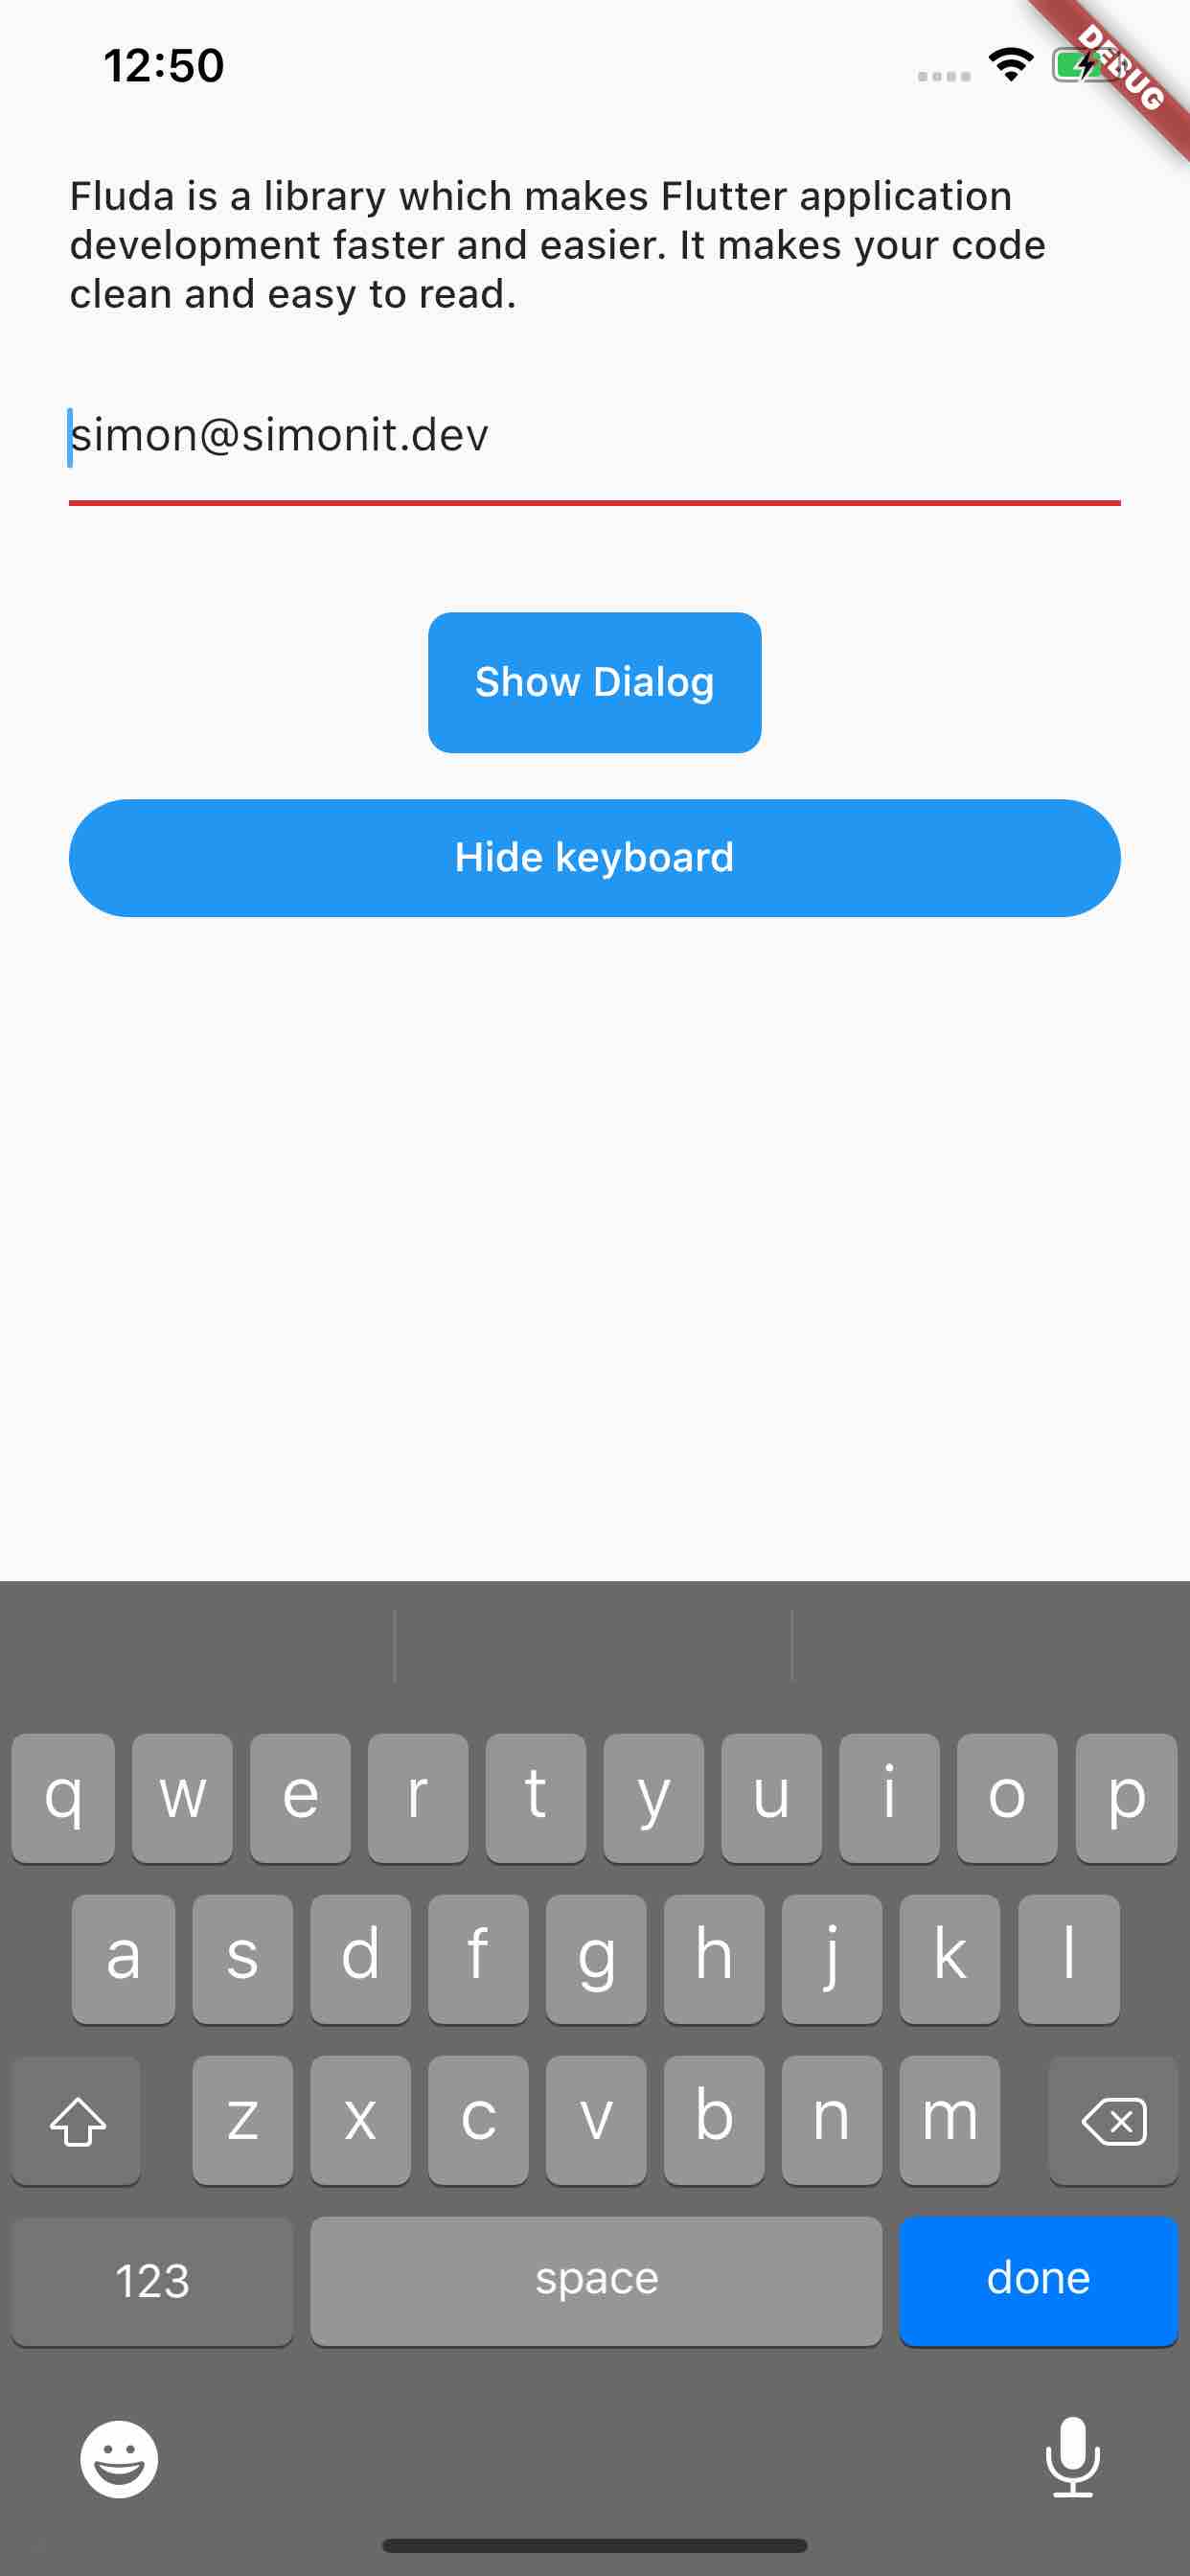 12:50
DEBUG
Fluda is a library which makes Flutter application
development faster and easier. It makes your code
clean and easy to read.
simon@simonit.dev
Show Dialog
Hide keyboard
q w e r t y u i o p
a s d f g h j k l
z x c v b n m
123 space done